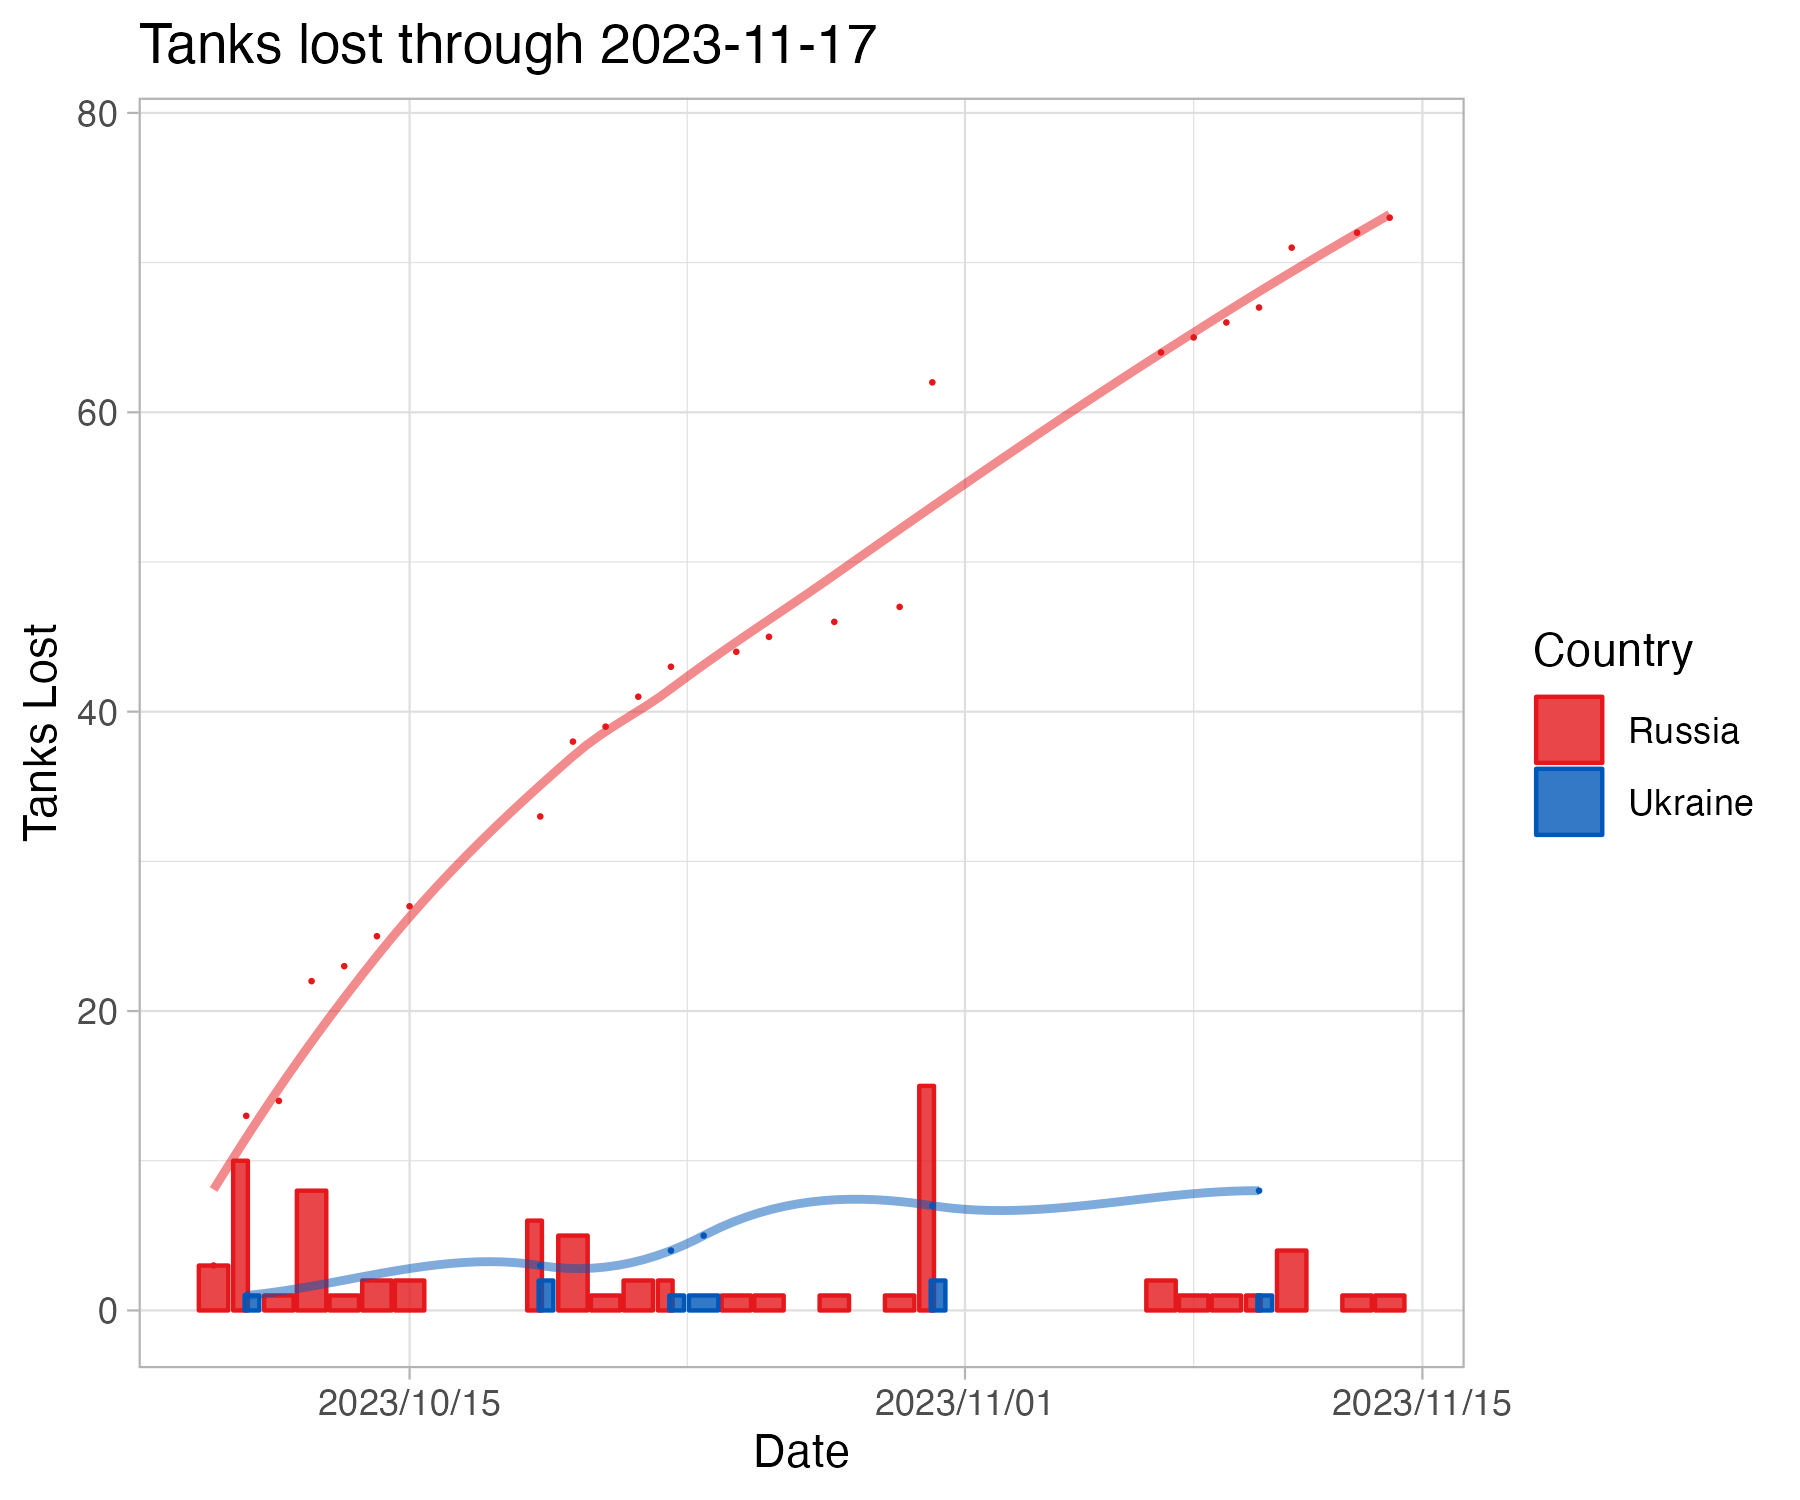 Tanks lost through 2023-11-17
80
60
40
20
0
Tanks Lost
2023/10/15
2023/11/01
2023/11/15
Date
Country
Russia
Ukraine